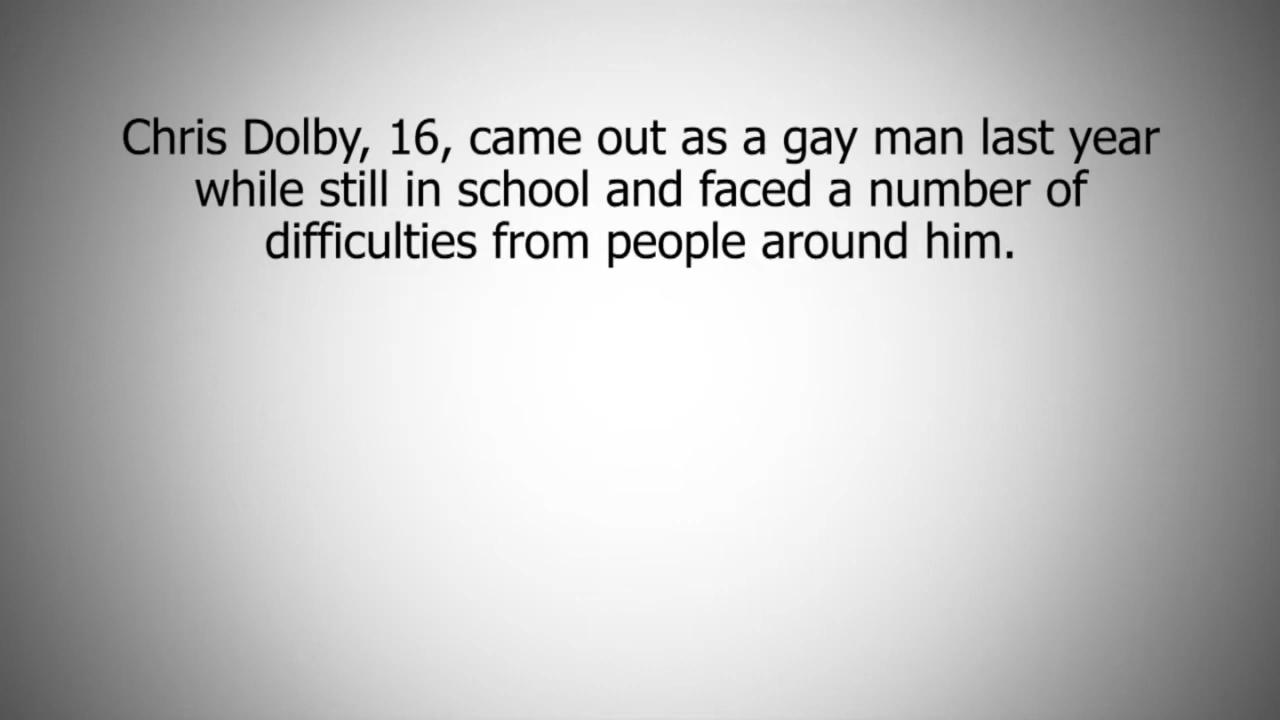 Chris Dolby, 16, came out as a gay man last year
while still in school and faced a number of
difficulties from people around him.